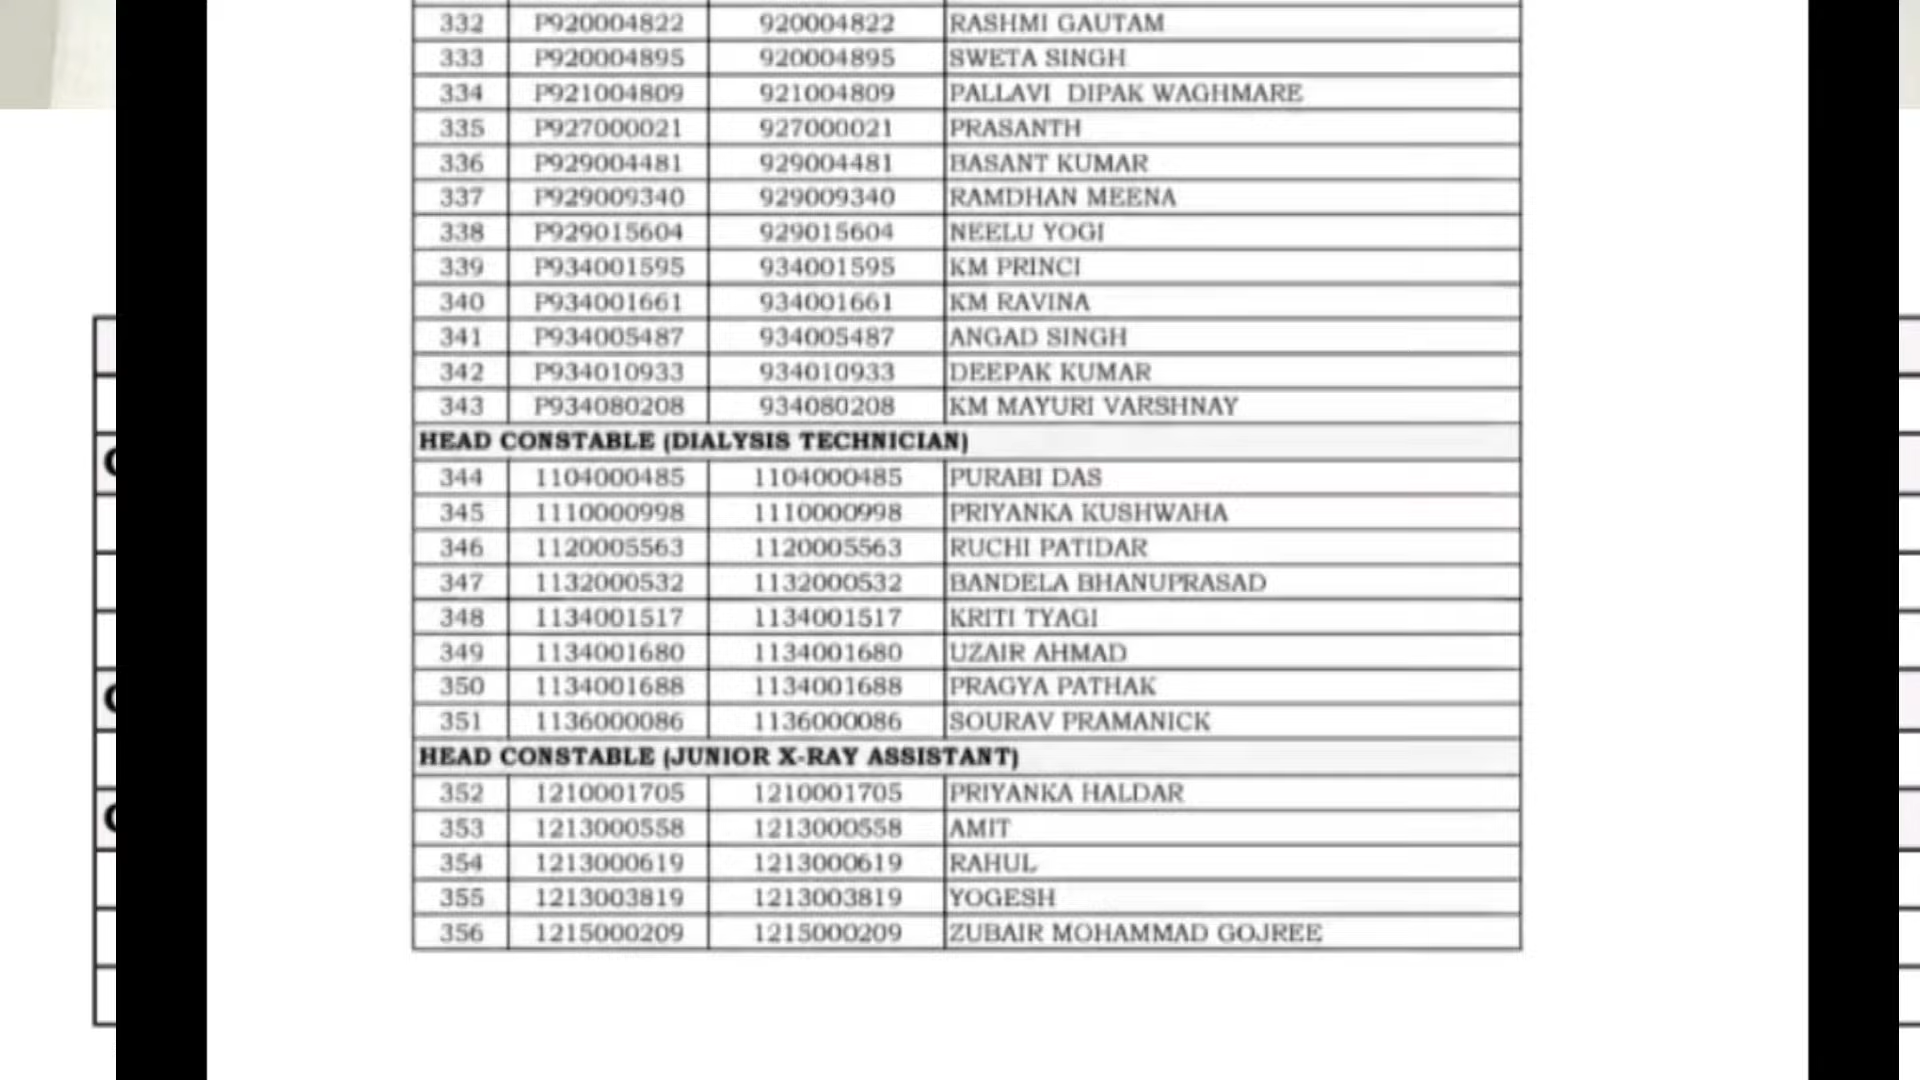 332 P920004822 920004822 RASHMI GAUTAM
333 P920004895 920004895 SWETA SINGH
334 P921004809 921004809 PALLAVI DIPAK WAGHMARE
335 P927000021 927000021 PRASANTH
336 P929004481 929004481 BASANT KUMAR
337 P929009340 929009340 RAMDHAN MEENA
338 P929015604 929015604 NEELU YOGI
339 P934001595 934001595 KM PRINCI
340 P934001661 934001661 KM RAVINA
341 P934005487 934005487 ANGAD SINGH
342 P934010933 934010933 DEEPAK KUMAR
343 P934080208 934080208 KM MAYURI VARSHNAY
HEAD CONSTABLE (DIALYSIS TECHNICIAN)
344 1104000485 1104000485 PURABI DAS
345 1110000998 1110000998 PRIYANKA KUSHWAHA
346 1120005563 1120005563 RUCHI PATIDAR
347 1132000532 1132000532 BANDELA BHANUPRASAD
348 1134001517 1134001517 KRITI TYAGI
349 1134001680 1134001680 UZAIR AHMAD
350 1134001688 1134001688 PRAGYA PATHAK
351 1136000086 1136000086 SOURAV PRAMANICK
HEAD CONSTABLE (JUNIOR X-RAY ASSISTANT)
352 1210001705 1210001705 PRIYANKA HALDAR
353 1213000558 1213000558 AMIT
354 1213000619 1213000619 RAHUL
355 1213003819 1213003819 YOGESH
356 1215000209 1215000209 ZUBAIR MOHAMMAD GOJREE